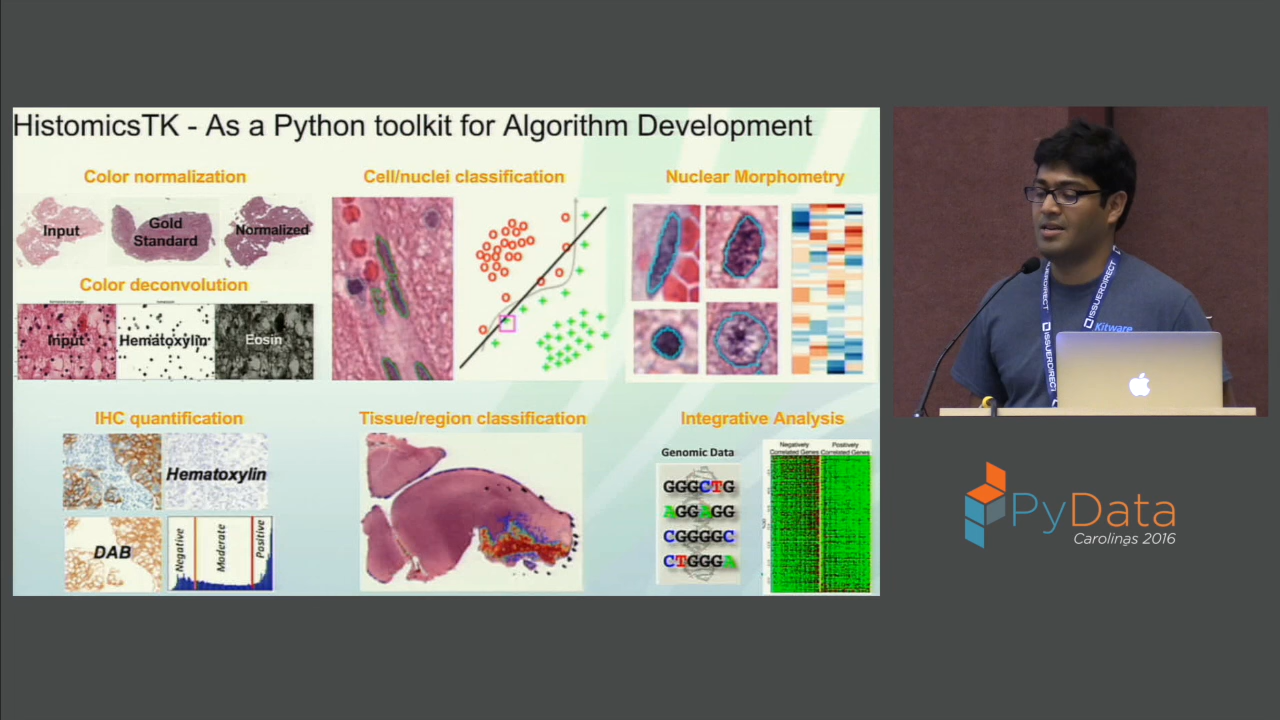 HistomicsTK - As a Python toolkit for Algorithm Development
Color normalization
Input
Gold
Standard
Normalized
Color deconvolution
Input
Hematoxylin
Eosin
Cell/nuclei classification
Nuclear Morphometry
IHC quantification
Hematoxylin
DAB
Negative
Moderate
Positive
Tissue/region classification
Integrative Analysis
Genomic Data
GGGCTG
AGGAGG
CGGGGC
CTGGGA
Negatively
Correlated Genes
Positively
Correlated Genes
ISSUERDIRECT
ISSUERDIRECT
Kitware
PyData
Carolinas 2016